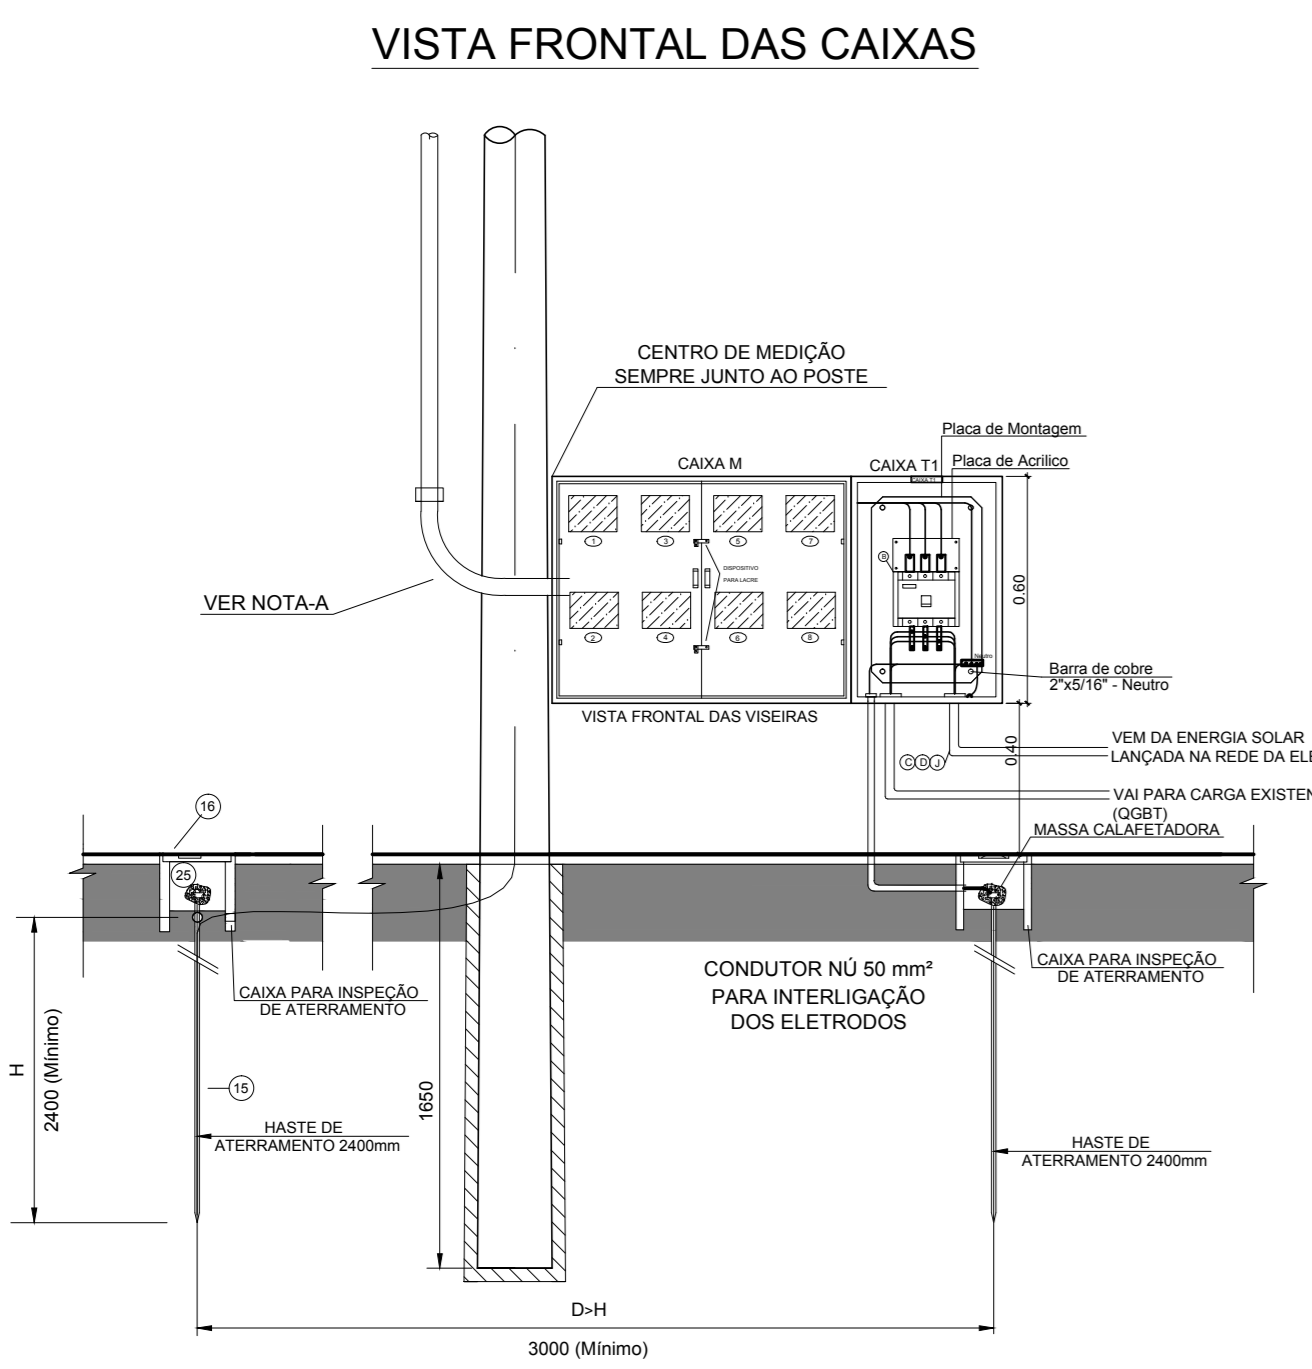 VISTA FRONTAL DAS CAIXAS
CENTRO DE MEDIÇÃO
SEMPRE JUNTO AO POSTE
Placa de Montagem
CAIXA M
CAIXA T1
Placa de Acrilico
CAIXA T1
1
3
5
7
B
DISPOSITIVO
PARA LACRE
0.60
VER NOTA-A
2
4
6
8
Neutro
Barra de cobre
2"x5/16" - Neutro
VISTA FRONTAL DAS VISEIRAS
0.40
VEM DA ENERGIA SOLAR
LANÇADA NA REDE DA ELE
C D J
VAI PARA CARGA EXISTEN
(QGBT)
16
MASSA CALAFETADORA
25
CAIXA PARA INSPEÇÃO
DE ATERRAMENTO
CONDUTOR NÚ 50 mm²
PARA INTERLIGAÇÃO
DOS ELETRODOS
CAIXA PARA INSPEÇÃO
DE ATERRAMENTO
H
2400 (Mínimo)
15
1650
HASTE DE
ATERRAMENTO 2400mm
HASTE DE
ATERRAMENTO 2400mm
D>H
3000 (Mínimo)